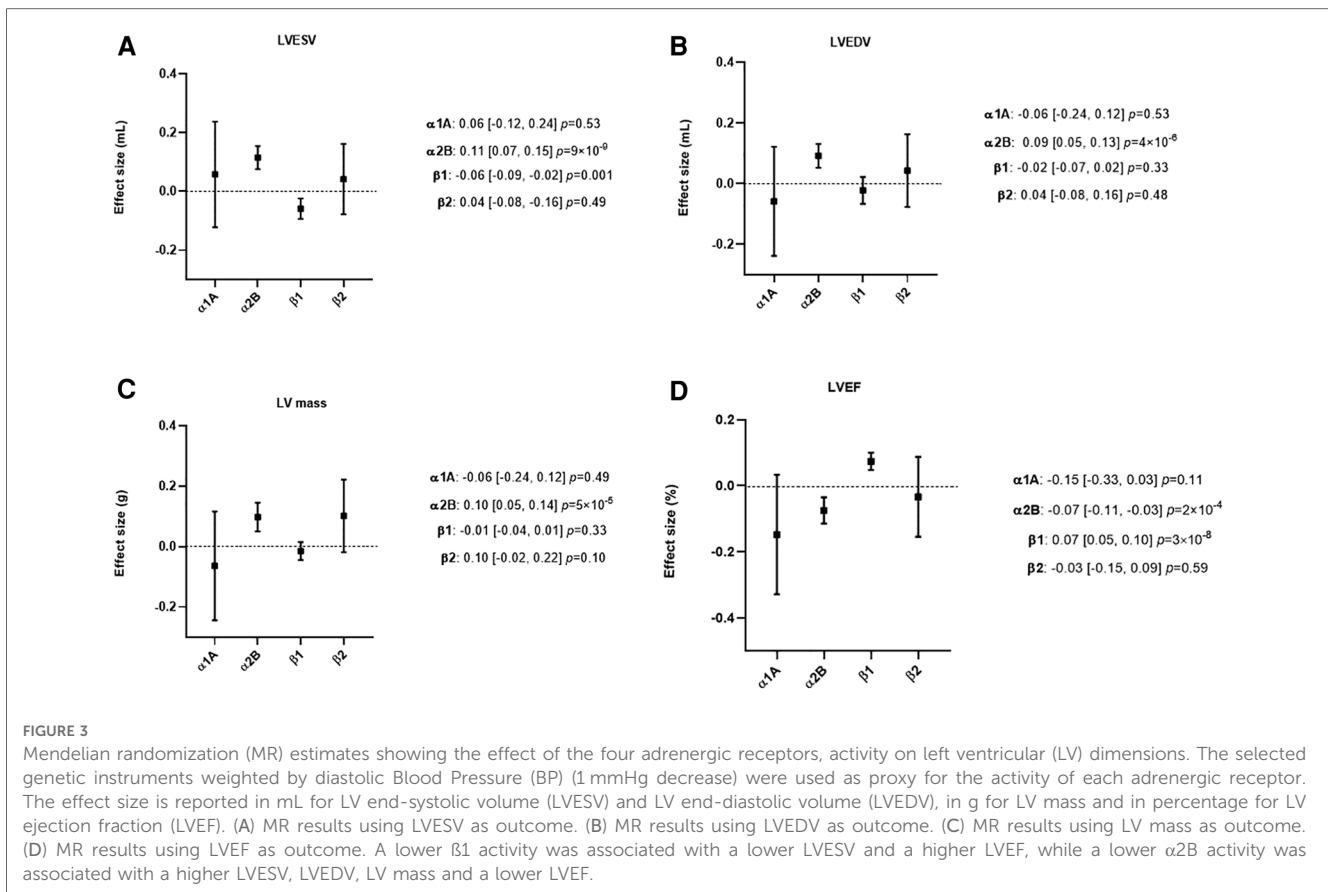 A
LVESV
0.4
0.2
0.0
-0.2
Effect size (mL)
α1A
α2B
β1
β2
α1A: 0.06 [-0.12, 0.24] p=0.53
α2B: 0.11 [0.07, 0.15] p=9×10⁻⁹
β1: -0.06 [-0.09, -0.02] p=0.001
β2: 0.04 [-0.08, -0.16] p=0.49
B
LVEDV
0.4
0.2
0.0
-0.2
Effect size (mL)
α1A
α2B
β1
β2
α1A: -0.06 [-0.24, 0.12] p=0.53
α2B: 0.09 [0.05, 0.13] p=4×10⁻⁶
β1: -0.02 [-0.07, 0.02] p=0.33
β2: 0.04 [-0.08, 0.16] p=0.48
C
LV mass
0.4
0.2
0.0
-0.2
Effect size (g)
α1A
α2B
β1
β2
α1A: -0.06 [-0.24, 0.12] p=0.49
α2B: 0.10 [0.05, 0.14] p=5×10⁻⁵
β1: -0.01 [-0.04, 0.01] p=0.33
β2: 0.10 [-0.02, 0.22] p=0.10
D
LVEF
0.2
0.0
-0.2
-0.4
Effect size (%)
α1A
α2B
β1
β2
α1A: -0.15 [-0.33, 0.03] p=0.11
α2B: -0.07 [-0.11, -0.03] p=2×10⁻⁴
β1: 0.07 [0.05, 0.10] p=3×10⁻⁸
β2: -0.03 [-0.15, 0.09] p=0.59
FIGURE 3
Mendelian randomization (MR) estimates showing the effect of the four adrenergic receptors, activity on left ventricular (LV) dimensions. The selected
genetic instruments weighted by diastolic Blood Pressure (BP) (1 mmHg decrease) were used as proxy for the activity of each adrenergic receptor.
The effect size is reported in mL for LV end-systolic volume (LVESV) and LV end-diastolic volume (LVEDV), in g for LV mass and in percentage for LV
ejection fraction (LVEF). (A) MR results using LVESV as outcome. (B) MR results using LVEDV as outcome. (C) MR results using LV mass as outcome.
(D) MR results using LVEF as outcome. A lower ß1 activity was associated with a lower LVESV and a higher LVEF, while a lower α2B activity was
associated with a higher LVESV, LVEDV, LV mass and a lower LVEF.